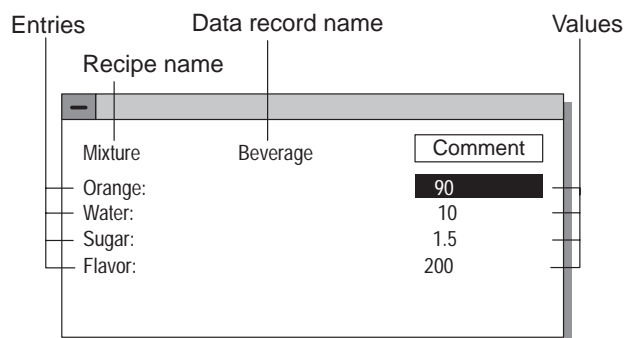 Entries Data record name Values
Recipe name
Mixture Beverage Comment
Orange: 90
Water: 10
Sugar: 1.5
Flavor: 200